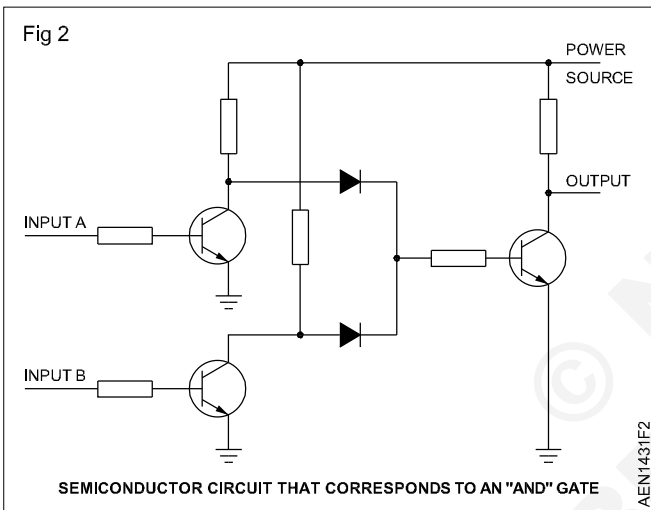 Fig 2
POWER
SOURCE
OUTPUT
INPUT A
INPUT B
SEMICONDUCTOR CIRCUIT THAT CORRESPONDS TO AN "AND" GATE
AEN1431F2
©